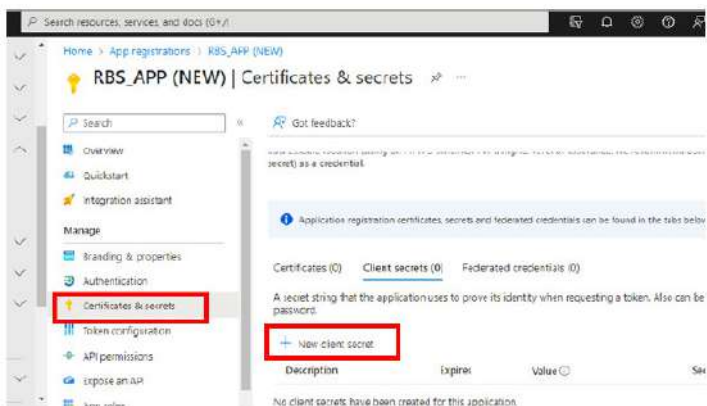 Search resources, services, and docs (G+/)
Home > App registrations > RBS_APP (NEW)
RBS_APP (NEW) | Certificates & secrets
Search
Got feedback?
Overview
Quickstart
Integration assistant
secret) as a credential.
Application registration certificates, secrets and federated credentials can be found in the tabs below
Manage
Branding & properties
Authentication
Certificates & secrets
Token configuration
API permissions
Expose an API
App roles
Certificates (0) Client secrets (0) Federated credentials (0)
A secret string that the application uses to prove its identity when requesting a token. Also can be
password.
New client secret
Description Expires Value
No client secrets have been created for this application.